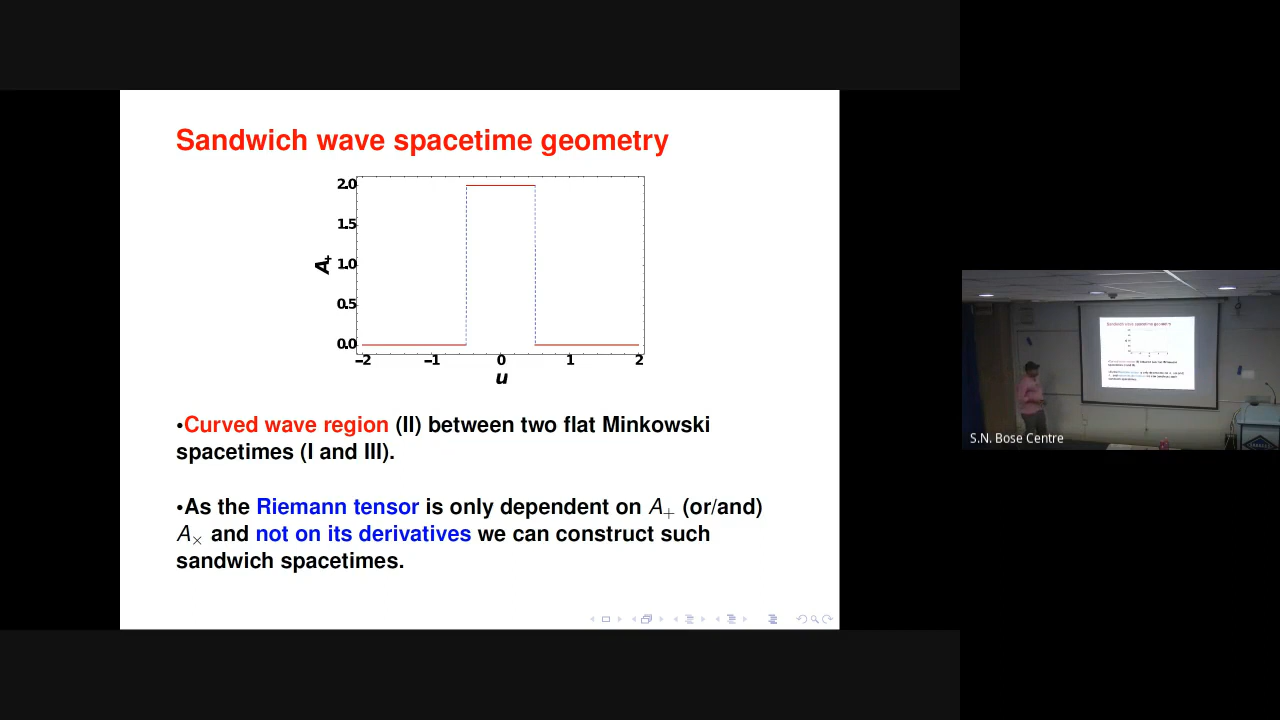 Sandwich wave spacetime geometry
2.0
1.5
1.0
0.5
0.0
A+
−2 −1 0 1 2
u
•Curved wave region (II) between two flat Minkowski
spacetimes (I and III).
•As the Riemann tensor is only dependent on A+ (or/and)
A× and not on its derivatives we can construct such
sandwich spacetimes.
S.N. Bose Centre